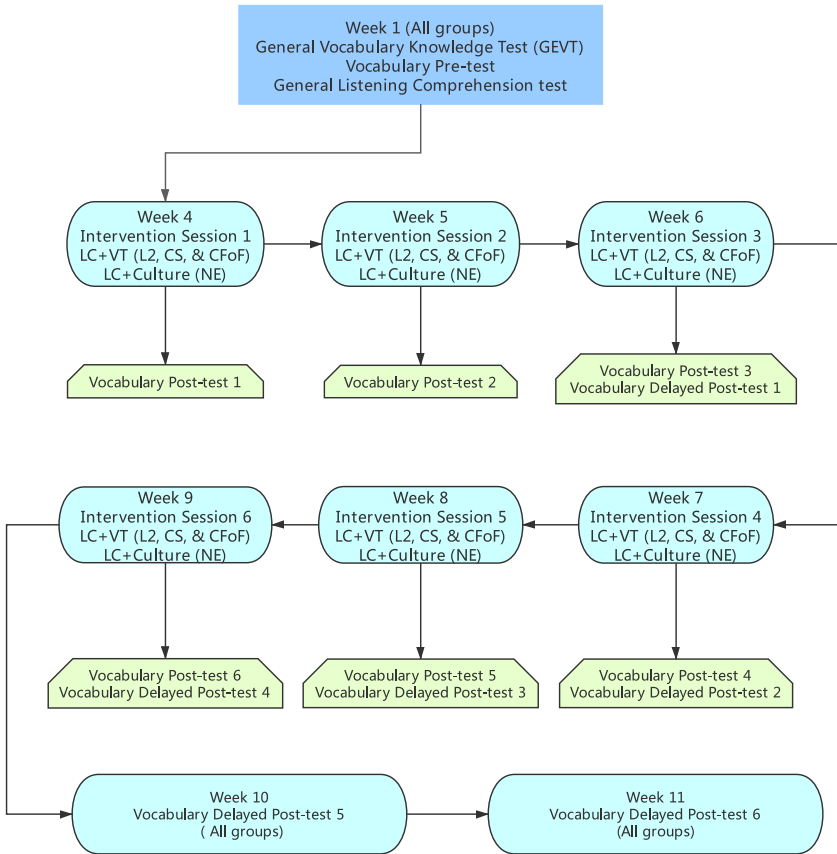 Week 1 (All groups)
General Vocabulary Knowledge Test (GEVT)
Vocabulary Pre-test
General Listening Comprehension test
Week 4
Intervention Session 1
LC+VT (L2, CS, & CFoF)
LC+Culture (NE)
Week 5
Intervention Session 2
LC+VT (L2, CS, & CFoF)
LC+Culture (NE)
Week 6
Intervention Session 3
LC+VT (L2, CS, & CFoF)
LC+Culture (NE)
Vocabulary Post-test 1
Vocabulary Post-test 2
Vocabulary Post-test 3
Vocabulary Delayed Post-test 1
Week 9
Intervention Session 6
LC+VT (L2, CS, & CFoF)
LC+Culture (NE)
Week 8
Intervention Session 5
LC+VT (L2, CS, & CFoF)
LC+Culture (NE)
Week 7
Intervention Session 4
LC+VT (L2, CS, & CFoF)
LC+Culture (NE)
Vocabulary Post-test 6
Vocabulary Delayed Post-test 4
Vocabulary Post-test 5
Vocabulary Delayed Post-test 3
Vocabulary Post-test 4
Vocabulary Delayed Post-test 2
Week 10
Vocabulary Delayed Post-test 5
( All groups)
Week 11
Vocabulary Delayed Post-test 6
(All groups)